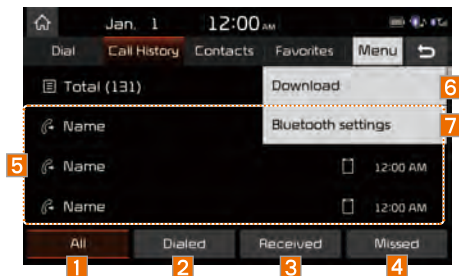 Jan. 1 12:00 AM
Dial Call History Contacts Favorites Menu
Total (131)
Download 6
Name
Bluetooth settings 7
5 Name 12:00 AM
Name 12:00 AM
All Dialed Received Missed
1 2 3 4